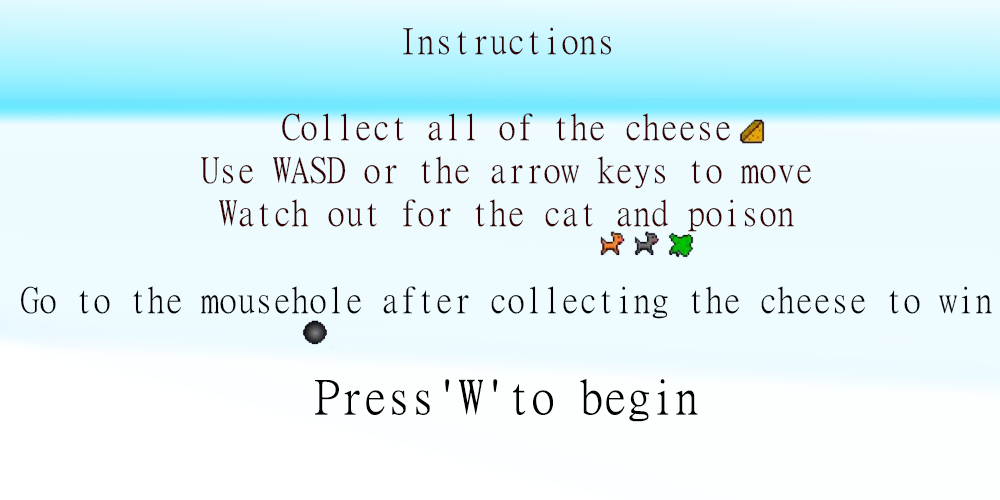 Instructions
Collect all of the cheese
Use WASD or the arrow keys to move
Watch out for the cat and poison
Go to the mousehole after collecting the cheese to win
Press'W'to begin